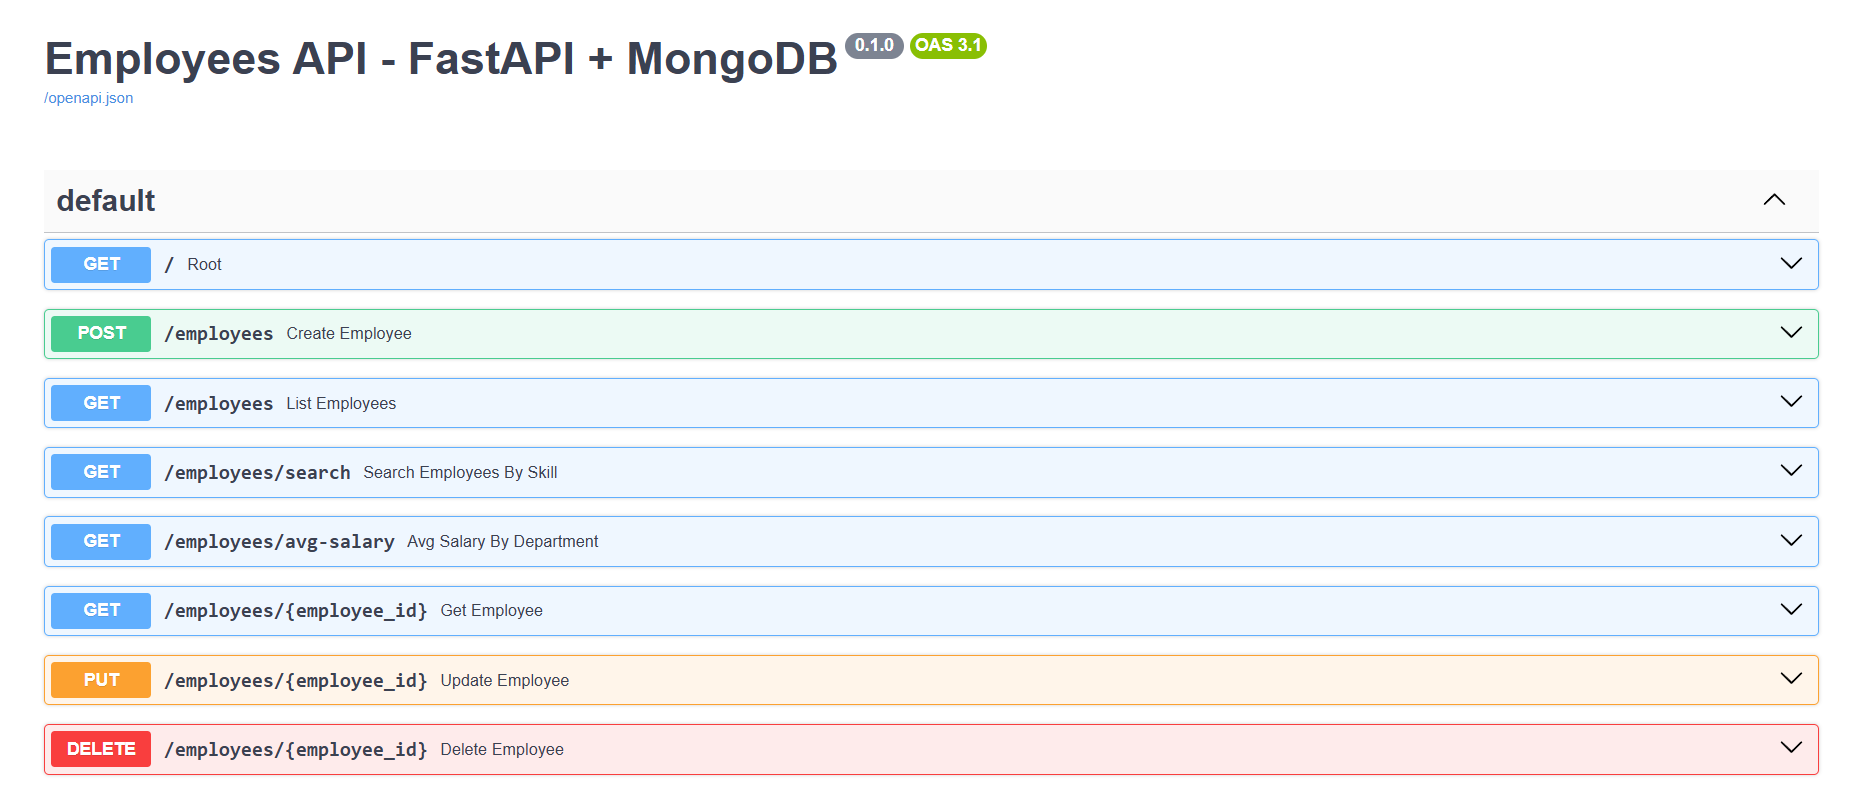 Employees API - FastAPI + MongoDB 0.1.0 OAS 3.1
/openapi.json
default
GET / Root
POST /employees Create Employee
GET /employees List Employees
GET /employees/search Search Employees By Skill
GET /employees/avg-salary Avg Salary By Department
GET /employees/{employee_id} Get Employee
PUT /employees/{employee_id} Update Employee
DELETE /employees/{employee_id} Delete Employee